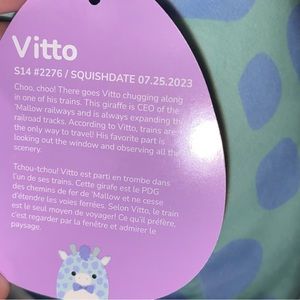 Vitto
S14 #2276 / SQUISHDATE 07.25.2023
Choo, choo! There goes Vitto chugging along
in one of his trains. This giraffe is CEO of the
'Mallow railways and is always expanding th
railroad tracks. According to Vitto, trains are
the only way to travel! His favorite part is
looking out the window and observing all th
scenery.
Tchou-tchou! Vitto est parti en trombe dans
l'un de ses trains. Cette girafe est le PDG
des chemins de fer de 'Mallow et ne cesse
d'étendre les voies ferrées. Selon Vitto, le train
est le seul moyen de voyager! Ce qu'il préfère,
c'est regarder par la fenêtre et admirer le
paysage.